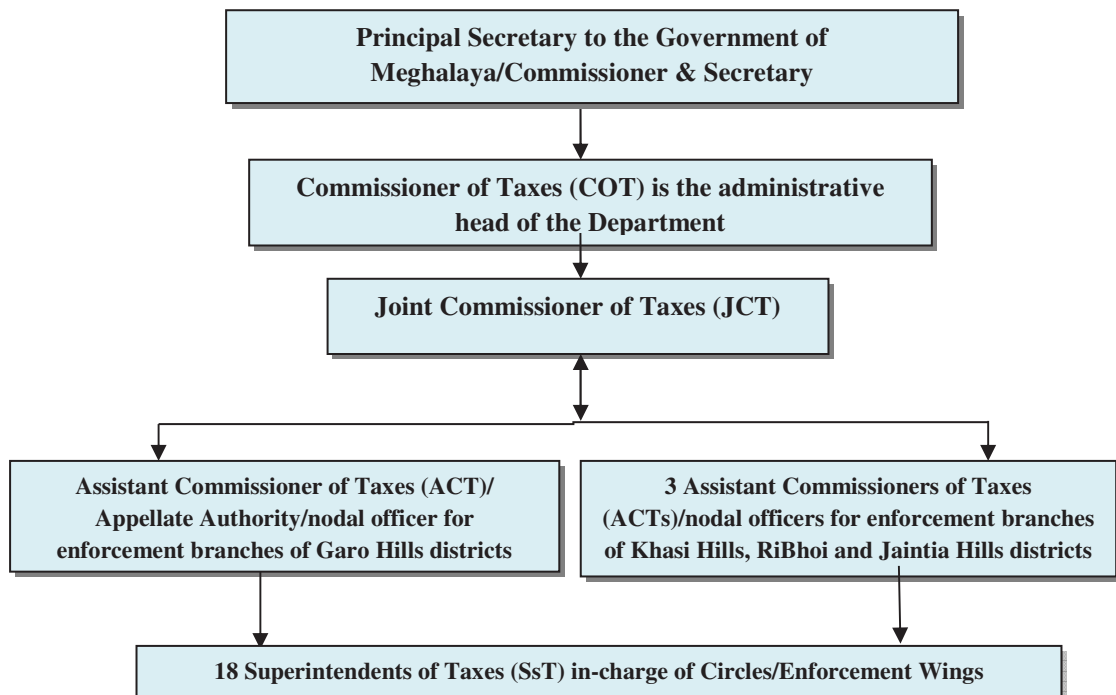 Principal Secretary to the Government of
Meghalaya/Commissioner & Secretary
Commissioner of Taxes (COT) is the administrative
head of the Department
Joint Commissioner of Taxes (JCT)
Assistant Commissioner of Taxes (ACT)/
Appellate Authority/nodal officer for
enforcement branches of Garo Hills districts
3 Assistant Commissioners of Taxes
(ACTs)/nodal officers for enforcement branches
of Khasi Hills, RiBhoi and Jaintia Hills districts
18 Superintendents of Taxes (SsT) in-charge of Circles/Enforcement Wings